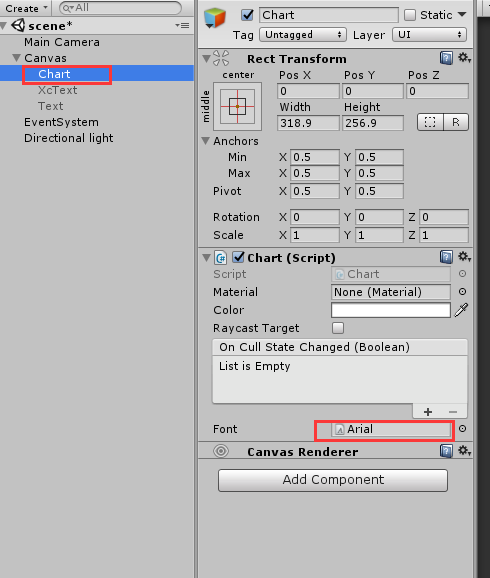 Create
All
scene*
Main Camera
Canvas
Chart
XcText
Text
EventSystem
Directional light
Chart
Static
Tag Untagged Layer UI
Rect Transform
center
middle
Pos X Pos Y Pos Z
0 0 0
Width Height
318.9 256.9
R
Anchors
Min X 0.5 Y 0.5
Max X 0.5 Y 0.5
Pivot X 0.5 Y 0.5
Rotation X 0 Y 0 Z 0
Scale X 1 Y 1 Z 1
C#
Chart (Script)
Script Chart
Material None (Material)
Color
Raycast Target
On Cull State Changed (Boolean)
List is Empty
+ −
Font Arial
Canvas Renderer
Add Component